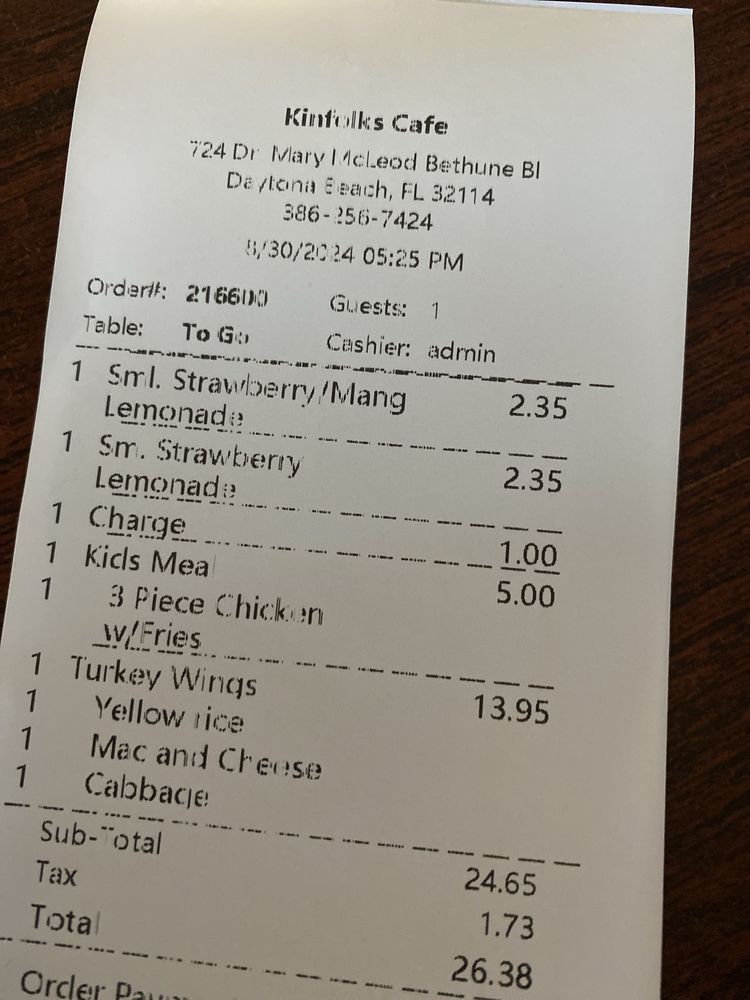 Kinfolks Cafe
724 Dr Mary McLeod Bethune Bl
Daytona Beach, FL 32114
386-256-7424
8/30/2024 05:25 PM
Order#: 216600 Guests: 1
Table: To Go Cashier: admin
1 Sml. Strawberry/Mang 2.35
Lemonade
1 Sm. Strawberry 2.35
Lemonade
1 Charge 1.00
1 Kids Meal 5.00
1 3 Piece Chicken
w/Fries
1 Turkey Wings 13.95
1 Yellow rice
1 Mac and Cheese
1 Cabbage
Sub-Total 24.65
Tax 1.73
Total 26.38
Order